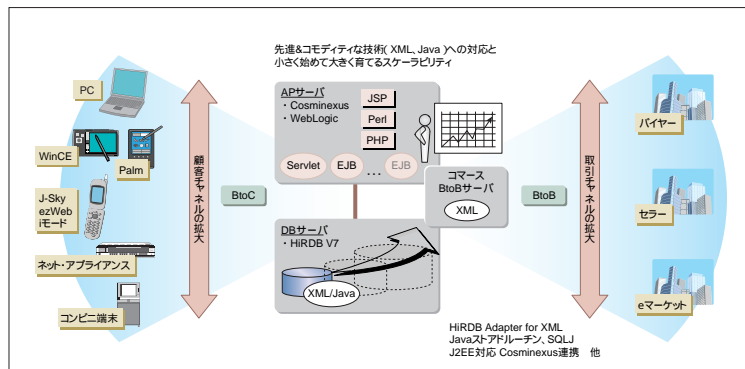 先進&コモディティな技術( XML、Java )への対応と
小さく始めて大きく育てるスケーラビリティ
PC
WinCE
Palm
J-Sky
ezWeb
iモード
ネット・アプライアンス
コンビニ端末
顧客チャネルの拡大
BtoC
APサーバ
・Cosminexus
・WebLogic
JSP
Perl
PHP
Servlet
EJB
…
EJB
コマース
BtoBサーバ
XML
DBサーバ
・HiRDB V7
XML/Java
BtoB
取引チャネルの拡大
バイヤー
セラー
eマーケット
HiRDB Adapter for XML
Javaストアドルーチン、SQLJ
J2EE対応 Cosminexus連携　他